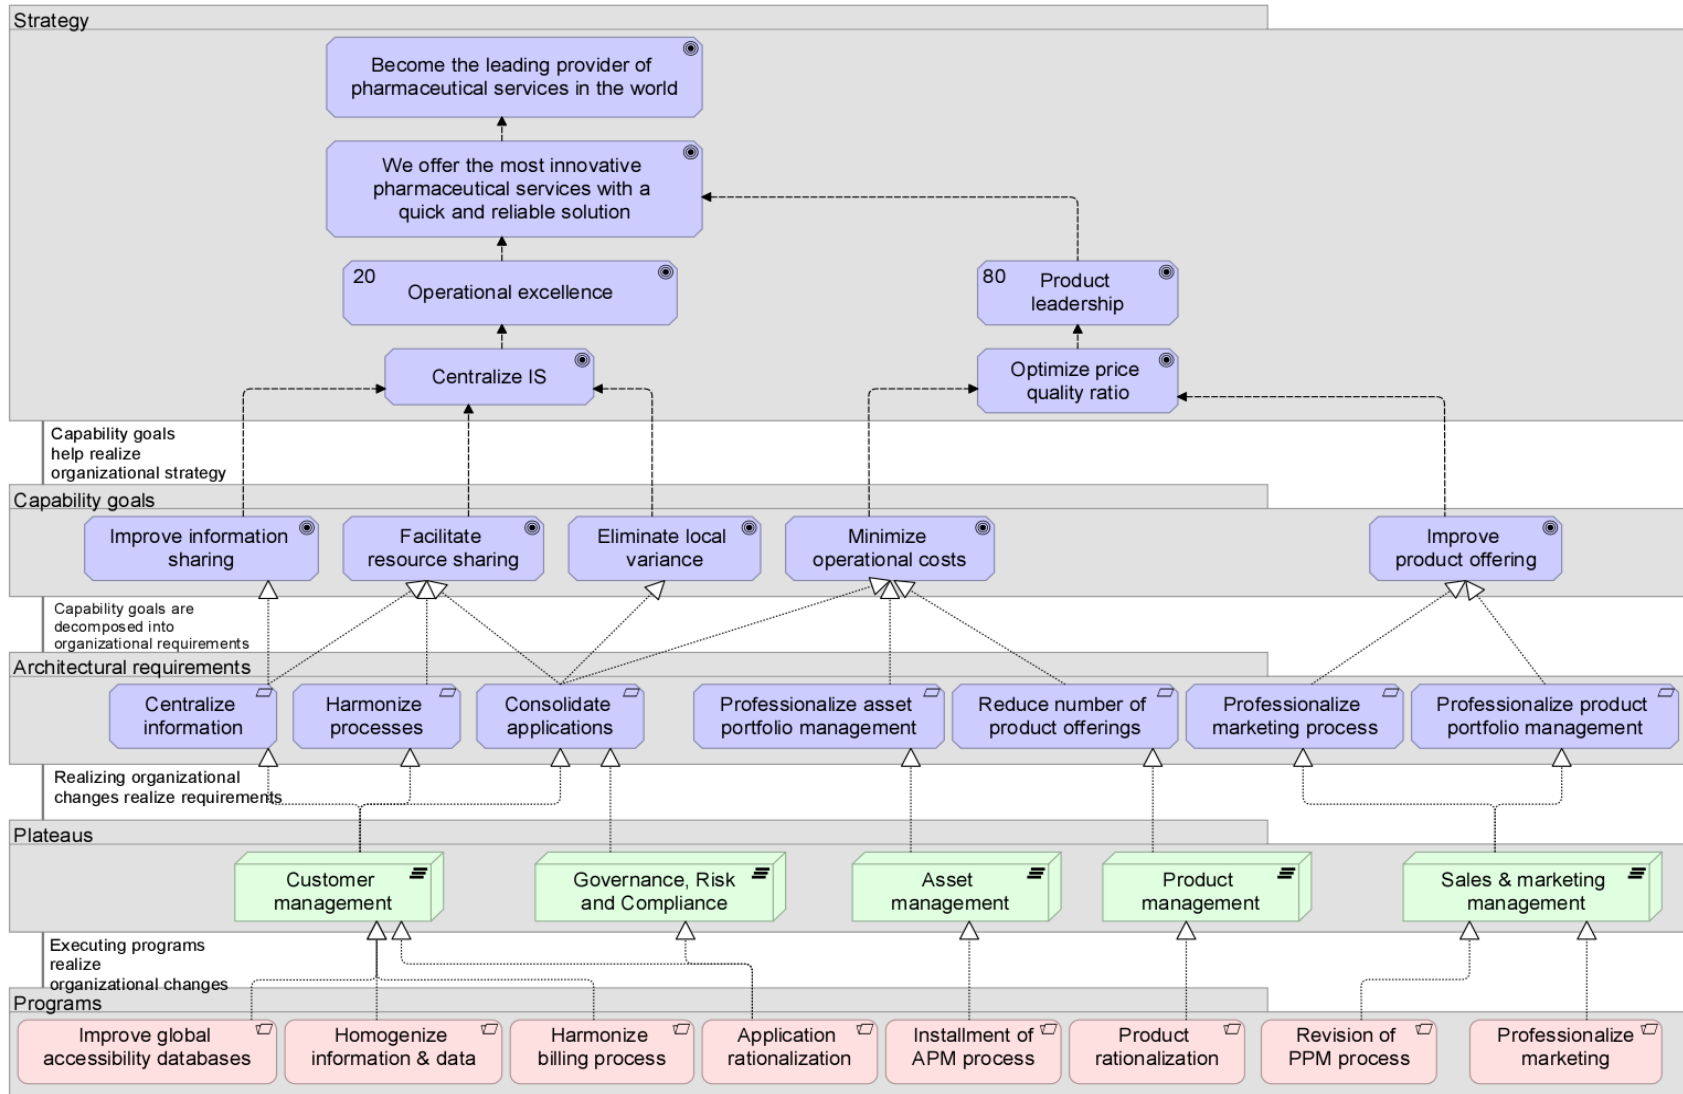 Strategy
Become the leading provider of
pharmaceutical services in the world
We offer the most innovative
pharmaceutical services with a
quick and reliable solution
20
Operational excellence
80
Product
leadership
Centralize IS
Optimize price
quality ratio
Capability goals
help realize
organizational strategy
Capability goals
Improve information
sharing
Facilitate
resource sharing
Eliminate local
variance
Minimize
operational costs
Improve
product offering
Capability goals are
decomposed into
organizational requirements
Architectural requirements
Centralize
information
Harmonize
processes
Consolidate
applications
Professionalize asset
portfolio management
Reduce number of
product offerings
Professionalize
marketing process
Professionalize product
portfolio management
Realizing organizational
changes realize requirements
Plateaus
Customer
management
Governance, Risk
and Compliance
Asset
management
Product
management
Sales & marketing
management
Executing programs
realize
organizational changes
Programs
Improve global
accessibility databases
Homogenize
information & data
Harmonize
billing process
Application
rationalization
Installment of
APM process
Product
rationalization
Revision of
PPM process
Professionalize
marketing